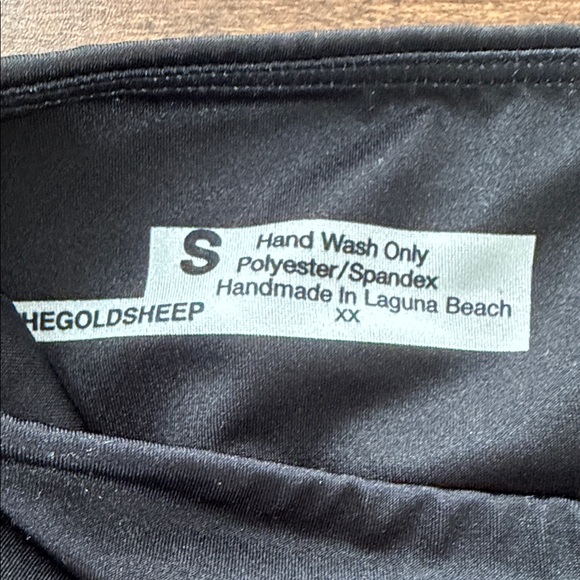 S
Hand Wash Only
Polyester/Spandex
Handmade In Laguna Beach
XX
HEGOLDSHEEP